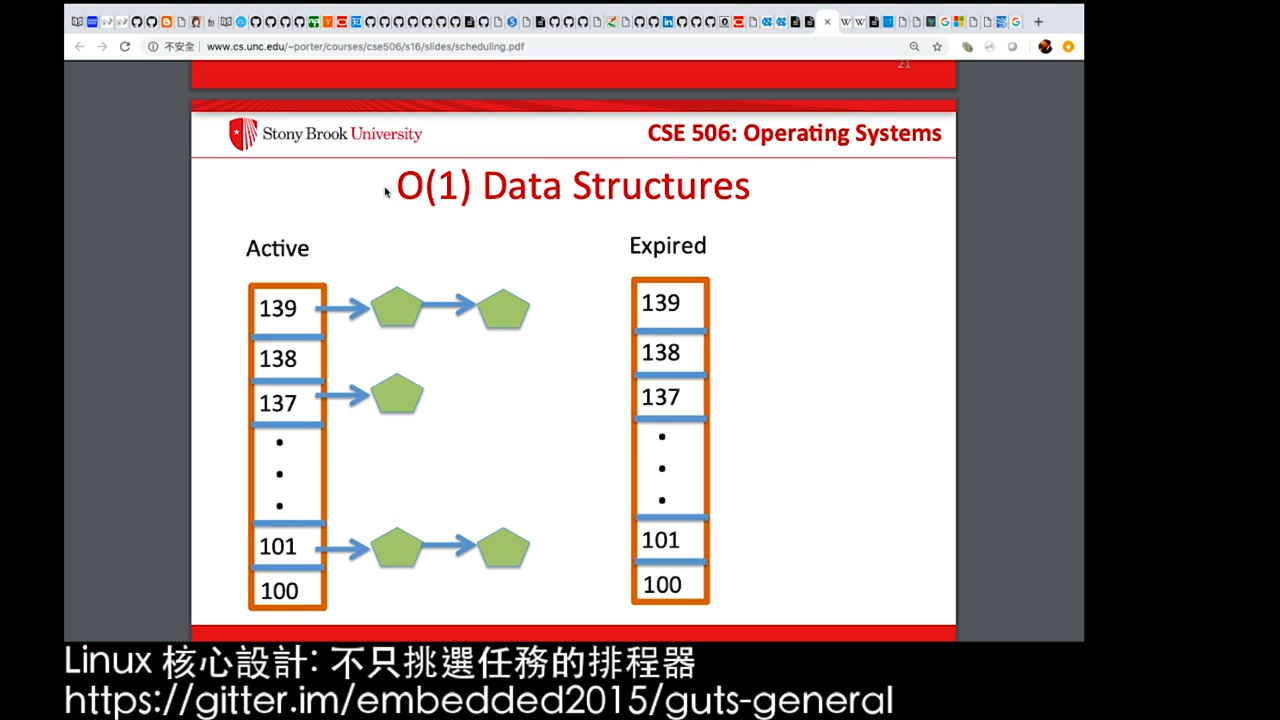 不安全
www.cs.unc.edu/~porter/courses/cse506/s16/slides/scheduling.pdf
21
Stony Brook University
CSE 506: Operating Systems
O(1) Data Structures
Active
Expired
139
138
137
101
100
139
138
137
101
100
Linux 核心設計: 不只挑選任務的排程器
https://gitter.im/embedded2015/guts-general